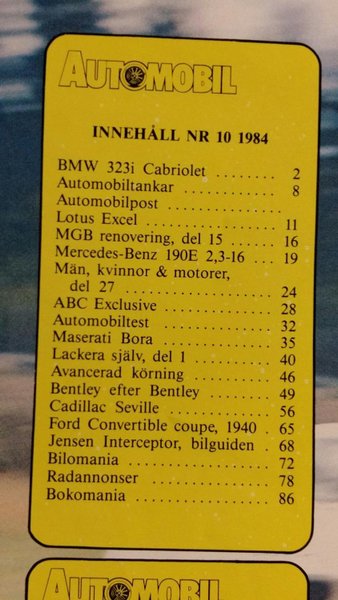 AUTOMOBIL
INNEHÅLL NR 10 1984
BMW 323i Cabriolet ........ 2
Automobiltankar ........... 8
Automobilpost .............
Lotus Excel ............... 11
MGB renovering, del 15 .... 16
Mercedes-Benz 190E 2,3-16 .. 19
Män, kvinnor & motorer,
del 27 .................... 24
ABC Exclusive ............. 28
Automobiltest ............. 32
Maserati Bora ............. 35
Lackera själv, del 1 ...... 40
Avancerad körning ......... 46
Bentley efter Bentley ..... 49
Cadillac Seville .......... 56
Ford Convertible coupe, 1940 . 65
Jensen Interceptor, bilguiden . 68
Bilomania ................. 72
Radannonser ............... 78
Bokomania ................. 86
AUTOMOBIL